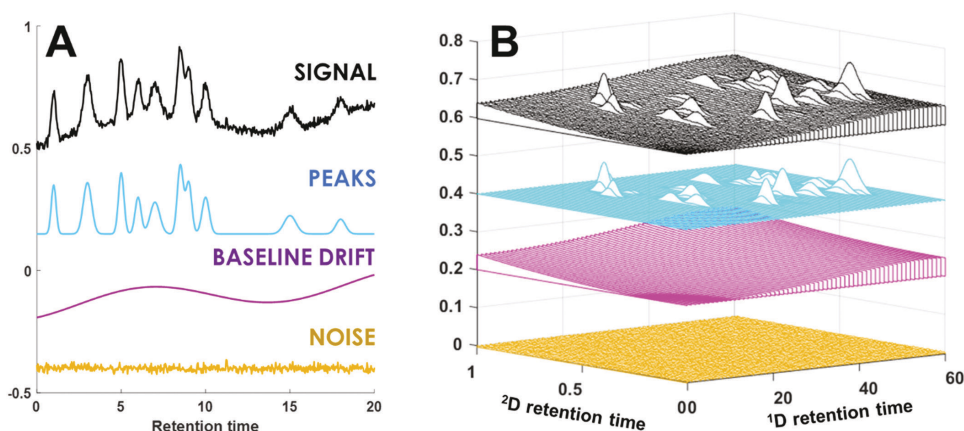 A
1
SIGNAL
0.5
PEAKS
BASELINE DRIFT
0
NOISE
-0.5
0 5 10 15 20
Retention time
B
0.8
0.7
0.6
0.5
0.4
0.3
0.2
0.1
0
1 0.5 00 20 40 60
²D retention time
¹D retention time